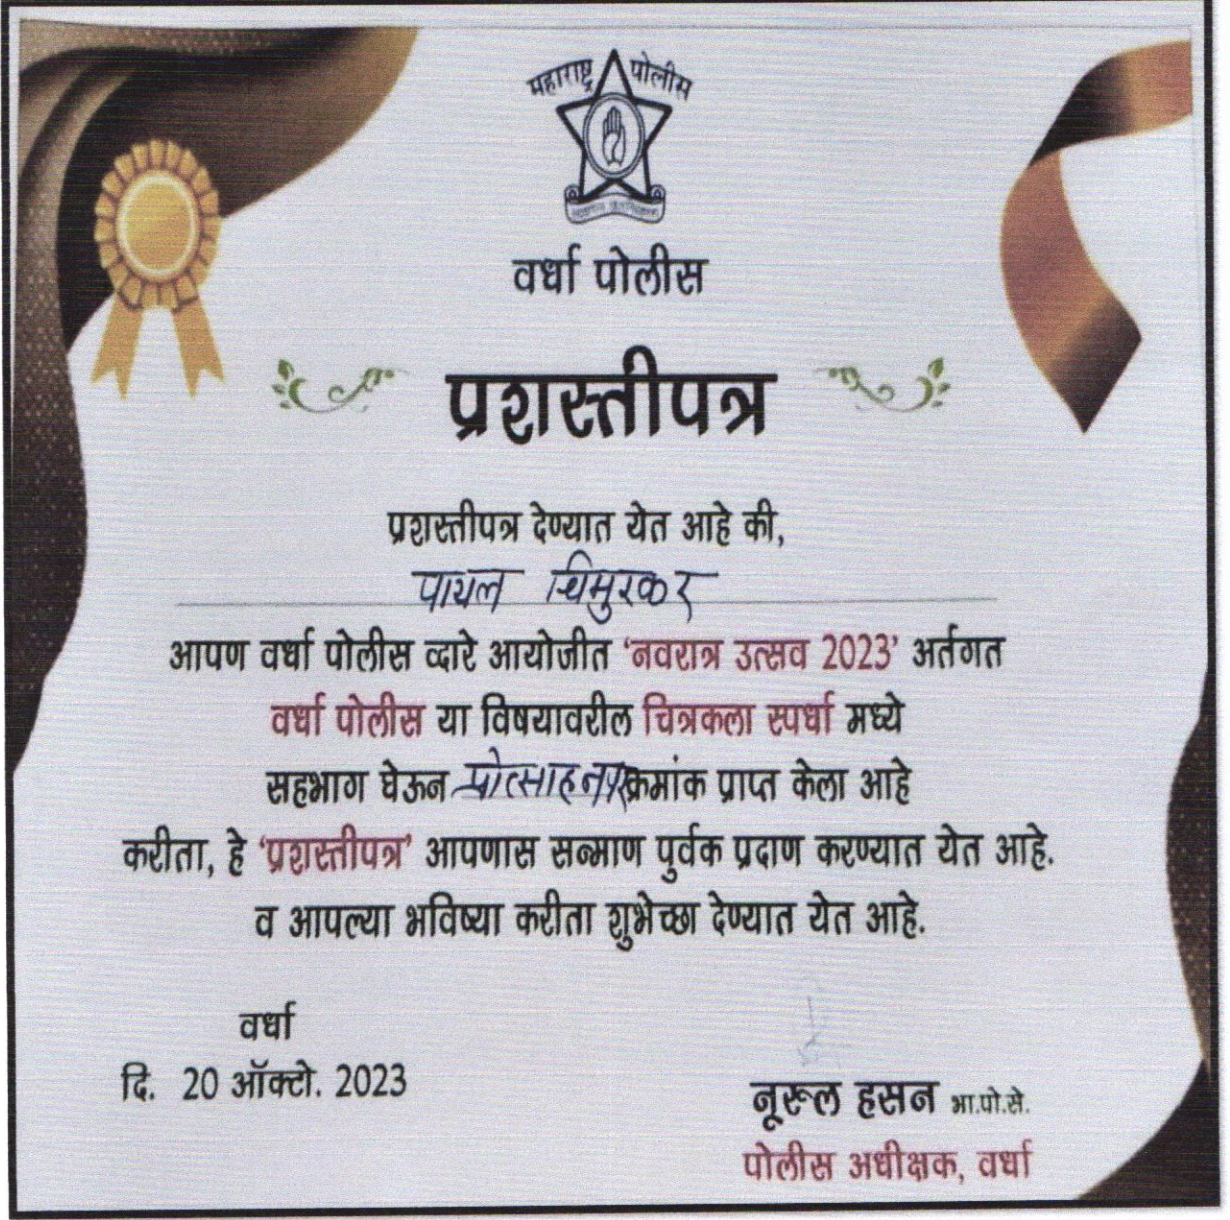 महाराष्ट्र पोलीस
वर्धा पोलीस
प्रशस्तीपत्र
प्रशस्तीपत्र देण्यात येत आहे की,
पायल चिमुरकर
आपण वर्धा पोलीस व्दारे आयोजीत ‘नवरात्र उत्सव 2023’ अर्तगत
वर्धा पोलीस या विषयावरील चित्रकला स्पर्धा मध्ये
सहभाग घेऊन प्रोत्साहनपर क्रमांक प्राप्त केला आहे
करीता, हे ‘प्रशस्तीपत्र’ आपणास सन्माण पुर्वक प्रदाण करण्यात येत आहे.
व आपल्या भविष्या करीता शुभेच्छा देण्यात येत आहे.
वर्धा
दि. 20 ऑक्टो. 2023
नूरूल हसन भा.पो.से.
पोलीस अधीक्षक, वर्धा